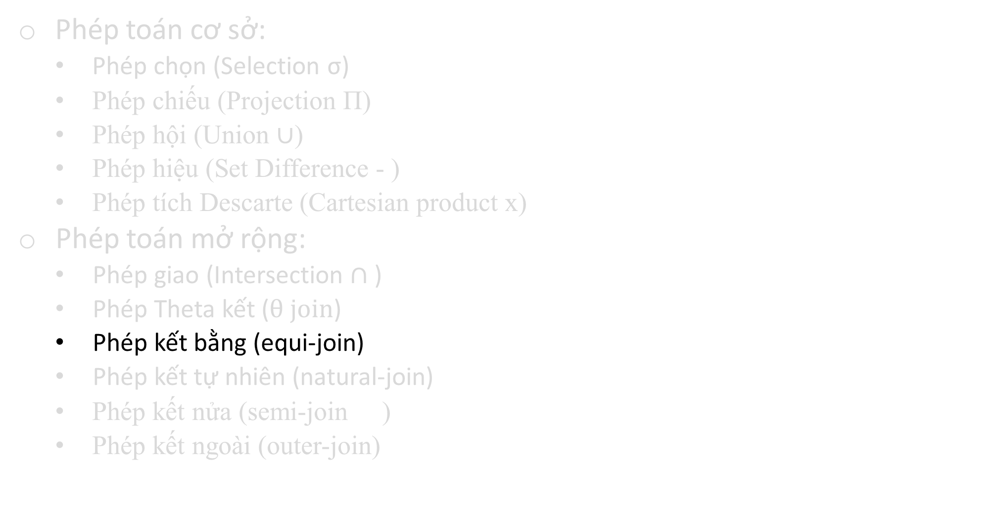 o Phép toán cơ sở:
• Phép chọn (Selection σ)
• Phép chiếu (Projection Π)
• Phép hội (Union ∪)
• Phép hiệu (Set Difference - )
• Phép tích Descarte (Cartesian product x)
o Phép toán mở rộng:
• Phép giao (Intersection ∩ )
• Phép Theta kết (θ join)
• Phép kết bằng (equi-join)
• Phép kết tự nhiên (natural-join)
• Phép kết nửa (semi-join )
• Phép kết ngoài (outer-join)